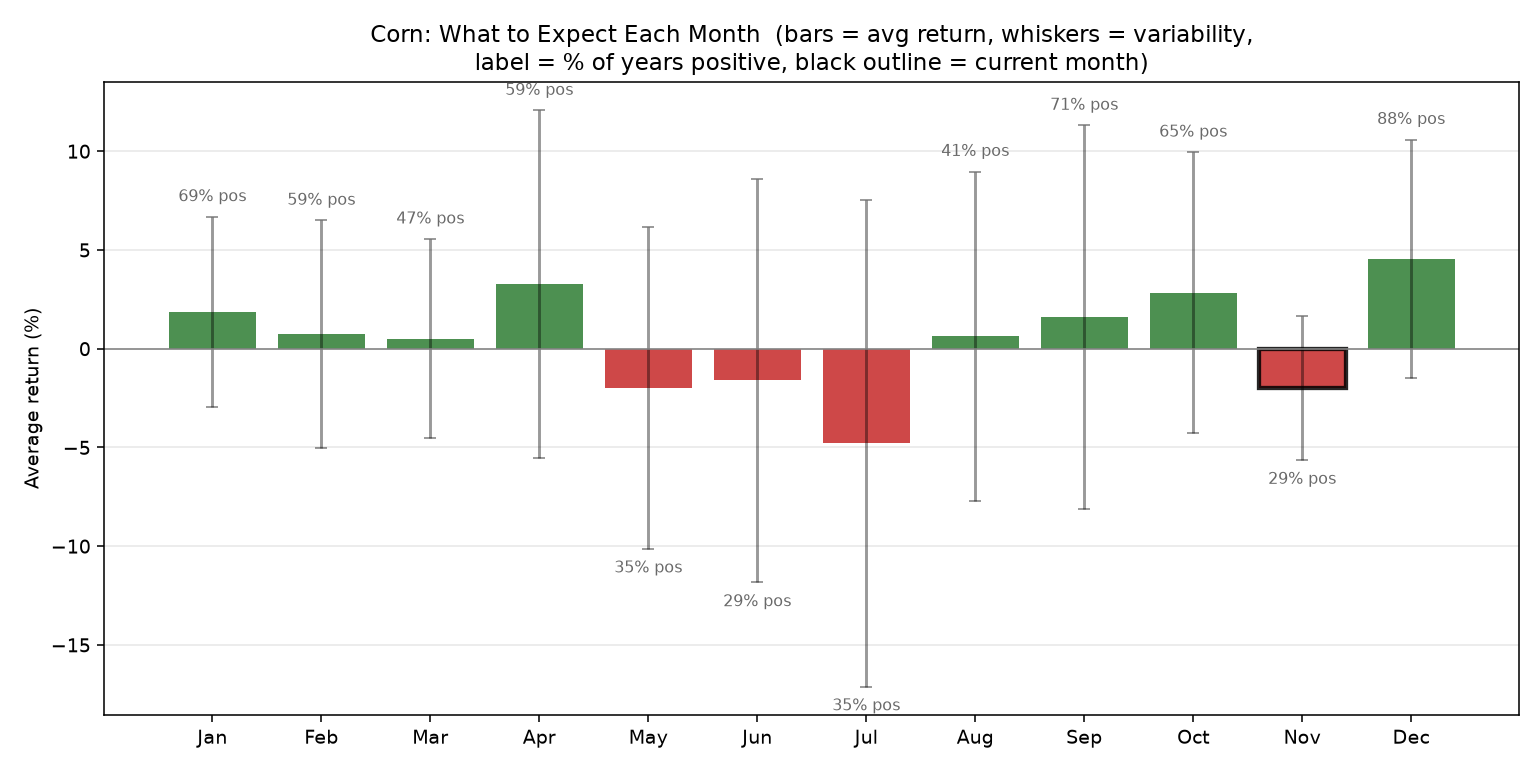 Corn: What to Expect Each Month  (bars = avg return, whiskers = variability,
label = % of years positive, black outline = current month)
Average return (%)
10
5
0
−5
−10
−15
69% pos
59% pos
47% pos
59% pos
35% pos
29% pos
35% pos
41% pos
71% pos
65% pos
29% pos
88% pos
Jan
Feb
Mar
Apr
May
Jun
Jul
Aug
Sep
Oct
Nov
Dec